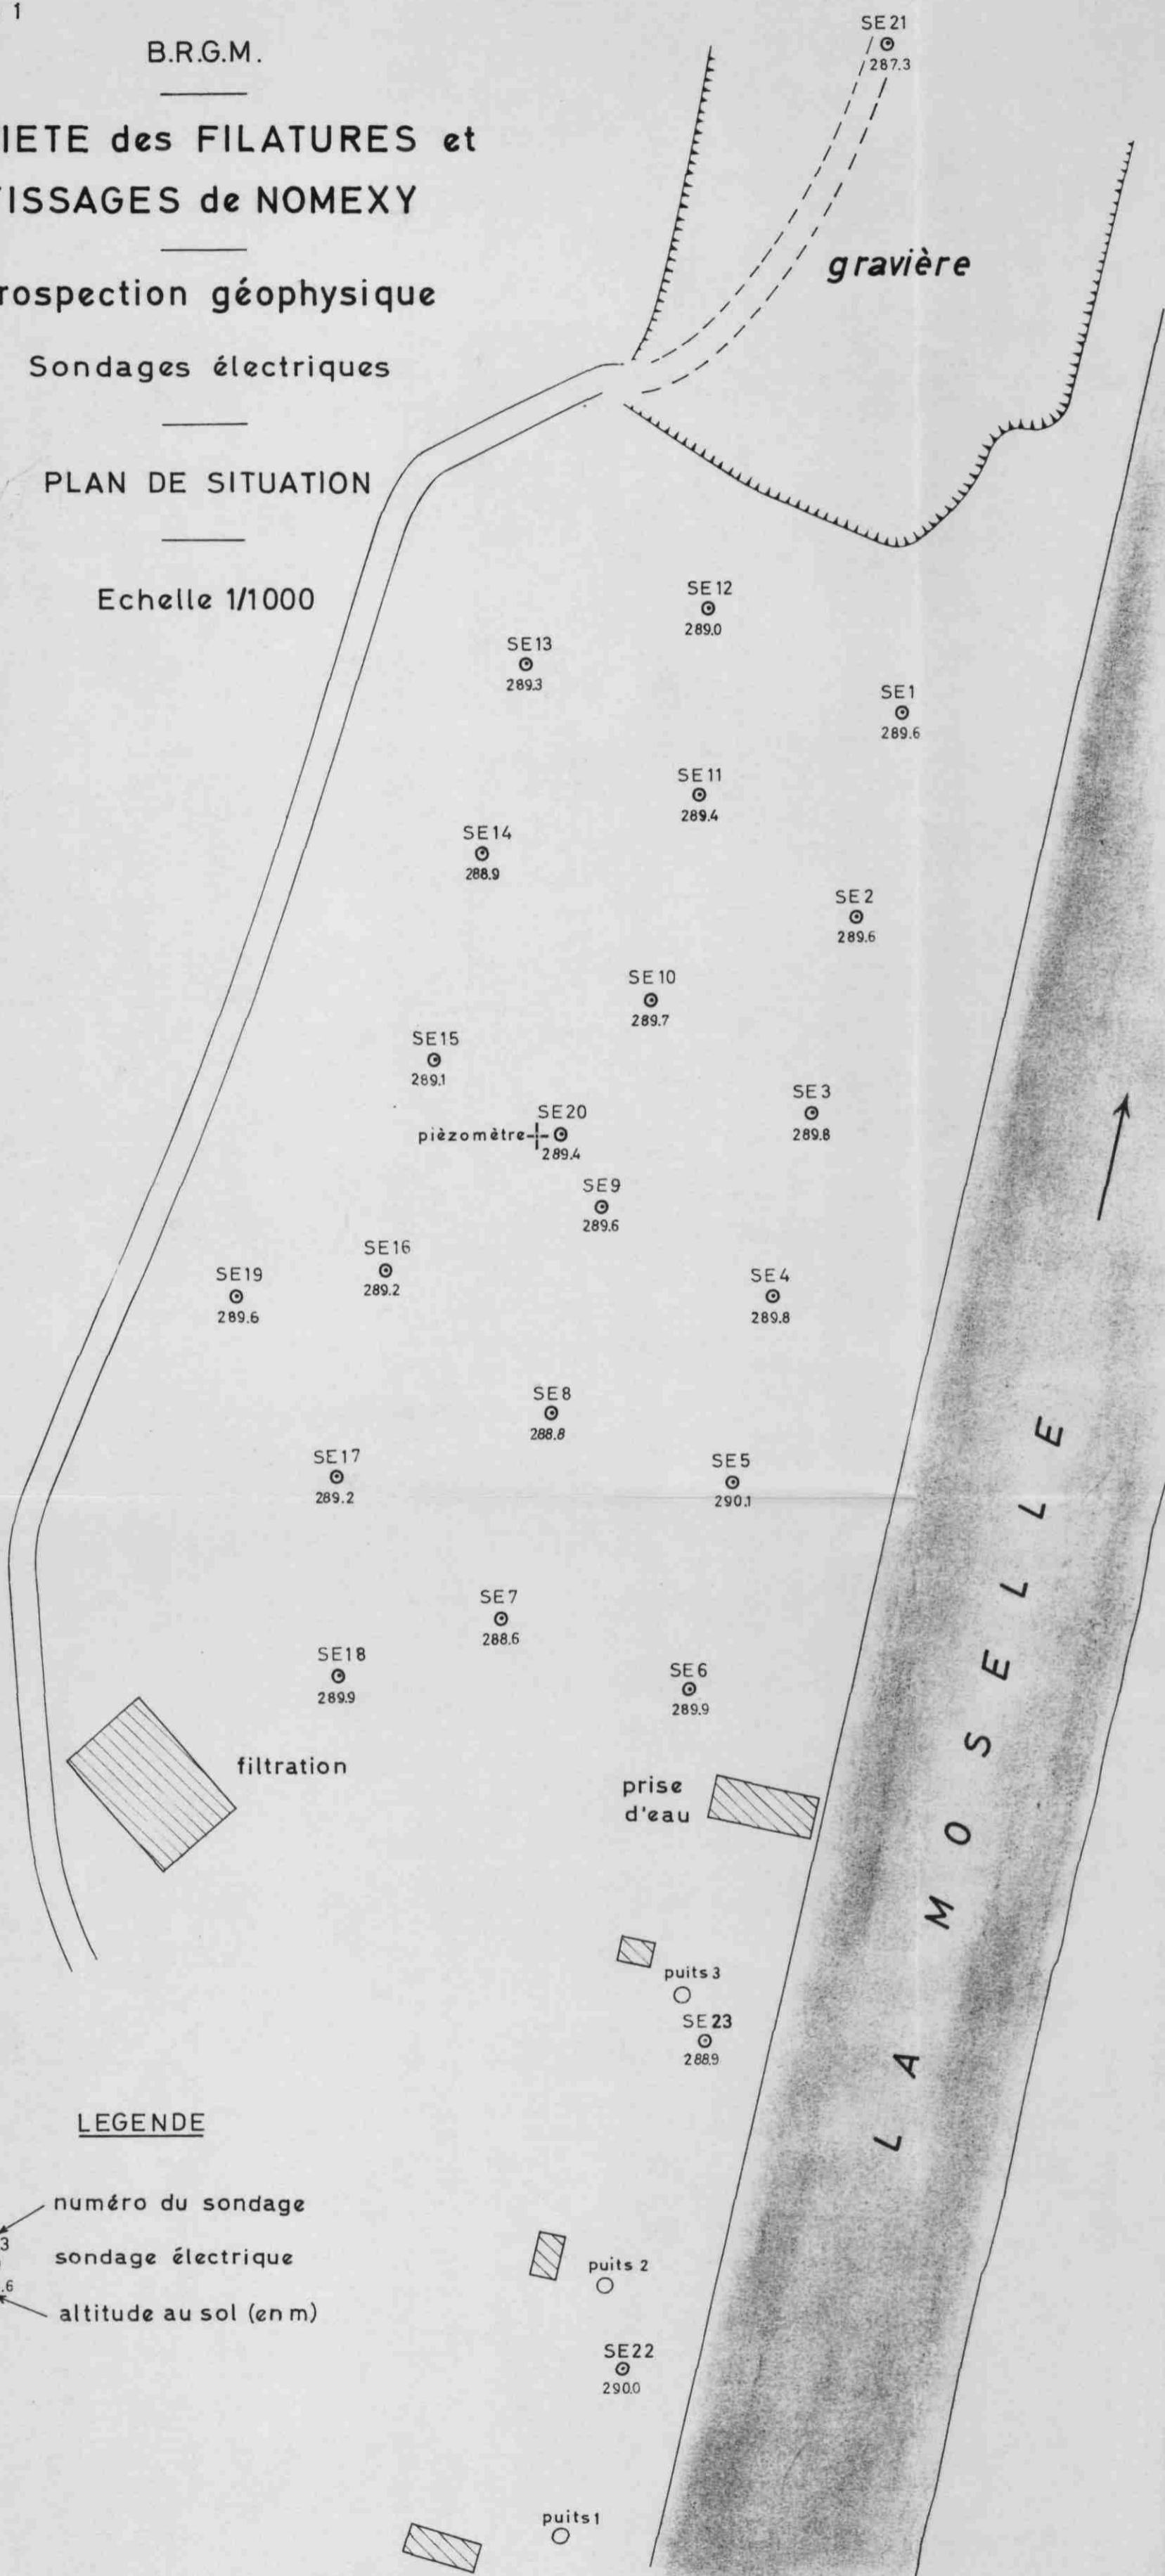 1
B.R.G.M.
IETE des FILATURES et
TISSAGES de NOMEXY
rospection géophysique
Sondages électriques
PLAN DE SITUATION
Echelle 1/1000
SE21
287.3
gravière
SE12
289.0
SE13
289.3
SE1
289.6
SE11
289.4
SE14
288.9
SE2
289.6
SE10
289.7
SE15
289.1
SE3
289.8
SE20
pièzomètre
289.4
SE9
289.6
SE16
289.2
SE19
289.6
SE4
289.8
SE8
288.8
SE17
289.2
SE5
290.1
SE7
288.6
SE18
289.9
SE6
289.9
filtration
prise
d'eau
LA MOSELLE
puits 3
SE23
288.9
LEGENDE
numéro du sondage
3
sondage électrique
.6
altitude au sol (en m)
puits 2
SE22
290.0
puits 1